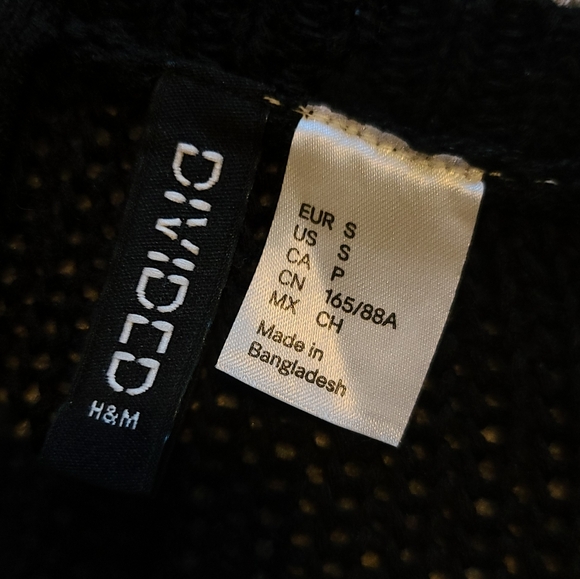 DIVIDED
H&M
EUR S
US S
CA P
CN 165/88A
MX CH
Made in
Bangladesh